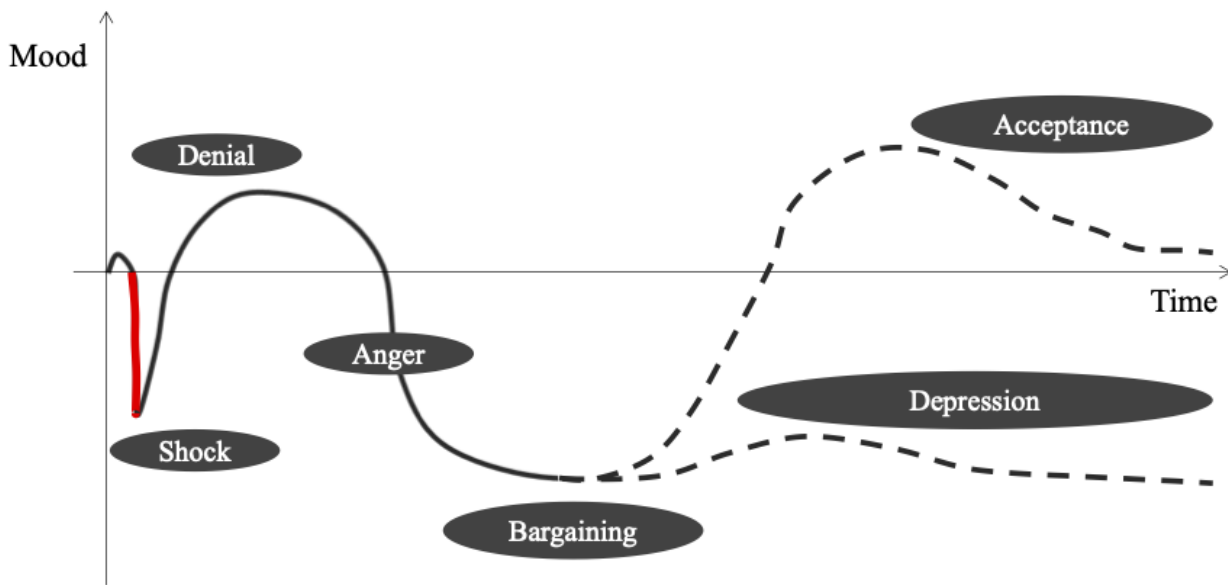 Mood
Denial
Acceptance
Time
Anger
Depression
Shock
Bargaining